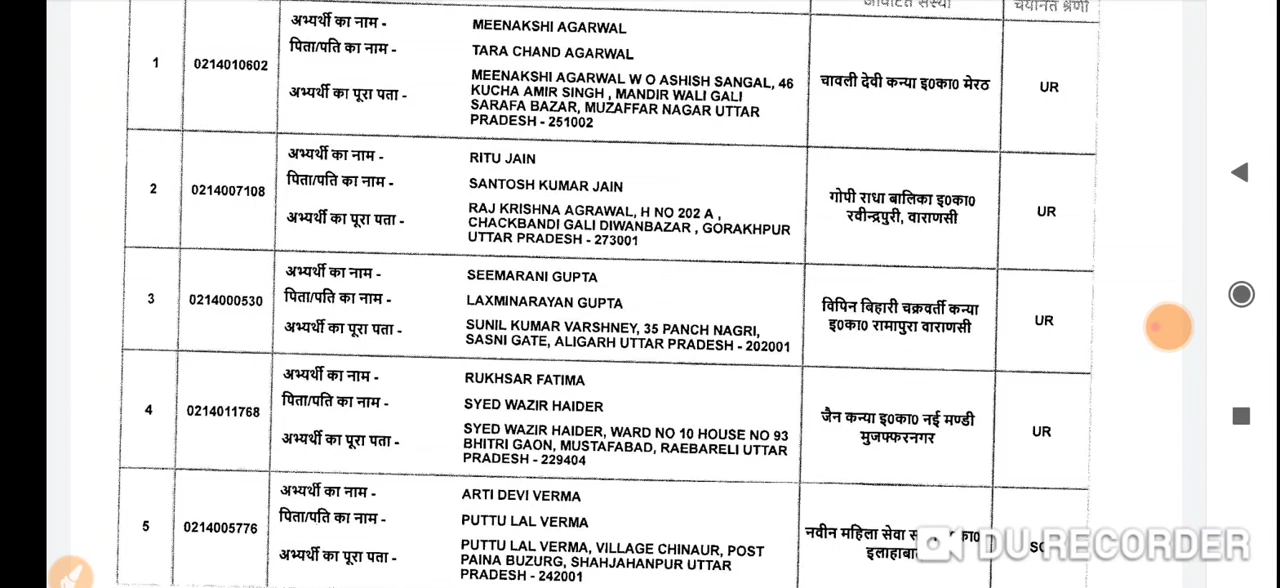 आवंटित संस्था
चयनित श्रेणी
1
0214010602
अभ्यर्थी का नाम -
MEENAKSHI AGARWAL
पिता/पति का नाम -
TARA CHAND AGARWAL
अभ्यर्थी का पूरा पता -
MEENAKSHI AGARWAL W O ASHISH SANGAL, 46
KUCHA AMIR SINGH , MANDIR WALI GALI
SARAFA BAZAR, MUZAFFAR NAGAR UTTAR
PRADESH - 251002
चावली देवी कन्या इ0का0 मेरठ
UR
2
0214007108
अभ्यर्थी का नाम -
RITU JAIN
पिता/पति का नाम -
SANTOSH KUMAR JAIN
अभ्यर्थी का पूरा पता -
RAJ KRISHNA AGRAWAL, H NO 202 A ,
CHACKBANDI GALI DIWANBAZAR , GORAKHPUR
UTTAR PRADESH - 273001
गोपी राधा बालिका इ0का0
रवीन्द्रपुरी, वाराणसी
UR
3
0214000530
अभ्यर्थी का नाम -
SEEMARANI GUPTA
पिता/पति का नाम -
LAXMINARAYAN GUPTA
अभ्यर्थी का पूरा पता -
SUNIL KUMAR VARSHNEY, 35 PANCH NAGRI,
SASNI GATE, ALIGARH UTTAR PRADESH - 202001
विपिन बिहारी चक्रवर्ती कन्या
इ0का0 रामापुरा वाराणसी
UR
4
0214011768
अभ्यर्थी का नाम -
RUKHSAR FATIMA
पिता/पति का नाम -
SYED WAZIR HAIDER
अभ्यर्थी का पूरा पता -
SYED WAZIR HAIDER, WARD NO 10 HOUSE NO 93
BHITRI GAON, MUSTAFABAD, RAEBARELI UTTAR
PRADESH - 229404
जैन कन्या इ0का0 नई मण्डी
मुजफ्फरनगर
UR
5
0214005776
अभ्यर्थी का नाम -
ARTI DEVI VERMA
पिता/पति का नाम -
PUTTU LAL VERMA
अभ्यर्थी का पूरा पता -
PUTTU LAL VERMA, VILLAGE CHINAUR, POST
PAINA BUZURG, SHAHJAHANPUR UTTAR
PRADESH - 242001
नवीन महिला सेवा
DU RECORDER